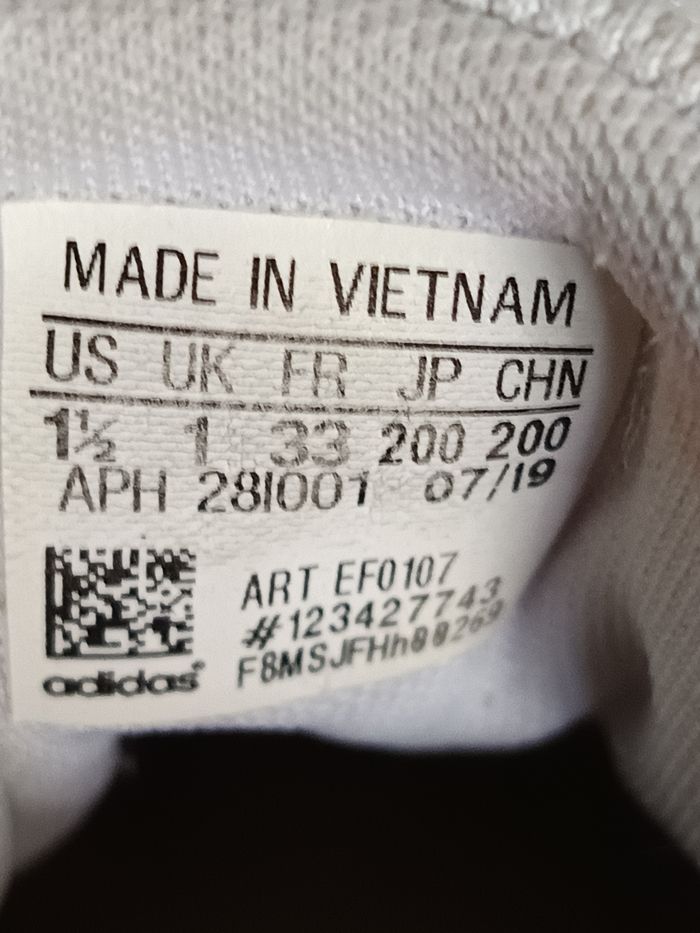 MADE IN VIETNAM
US UK FR JP CHN
1½ 1 33 200 200
APH 28I001 07/19
ART EF0107
#123427743
F8MSJFHh00269
adidas®